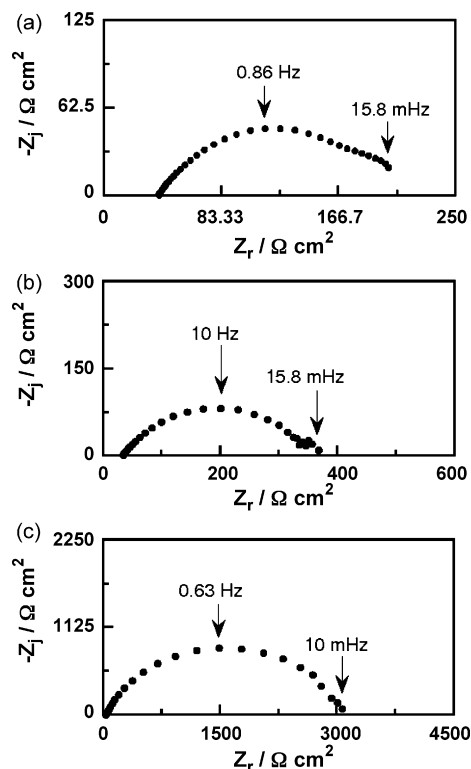 (a)
125
62.5
0
-Zj / Ω cm2
0.86 Hz
15.8 mHz
0 83.33 166.7 250
Zr / Ω cm2
(b)
300
150
0
-Zj / Ω cm2
10 Hz
15.8 mHz
0 200 400 600
Zr / Ω cm2
(c)
2250
1125
0
-Zj / Ω cm2
0.63 Hz
10 mHz
0 1500 3000 4500
Zr / Ω cm2